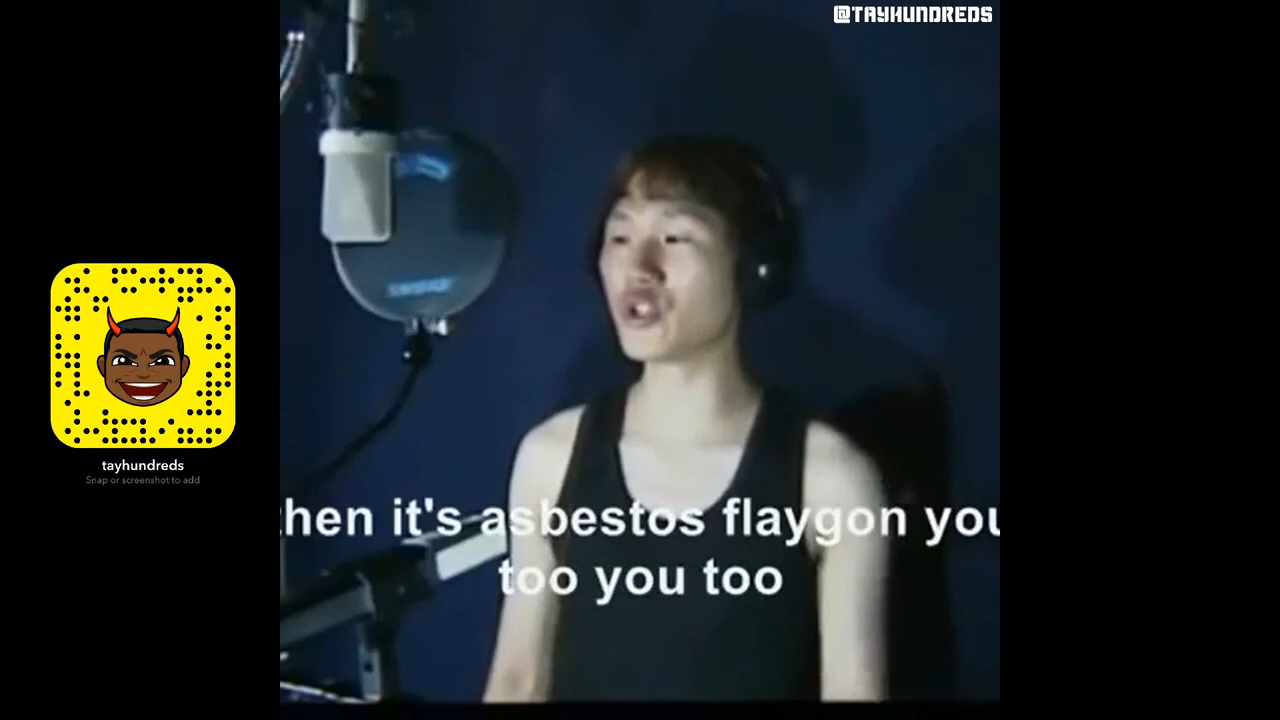 @TAYHUNDREDS
tayhundreds
Snap or screenshot to add
then it's asbestos flaygon you
too you too